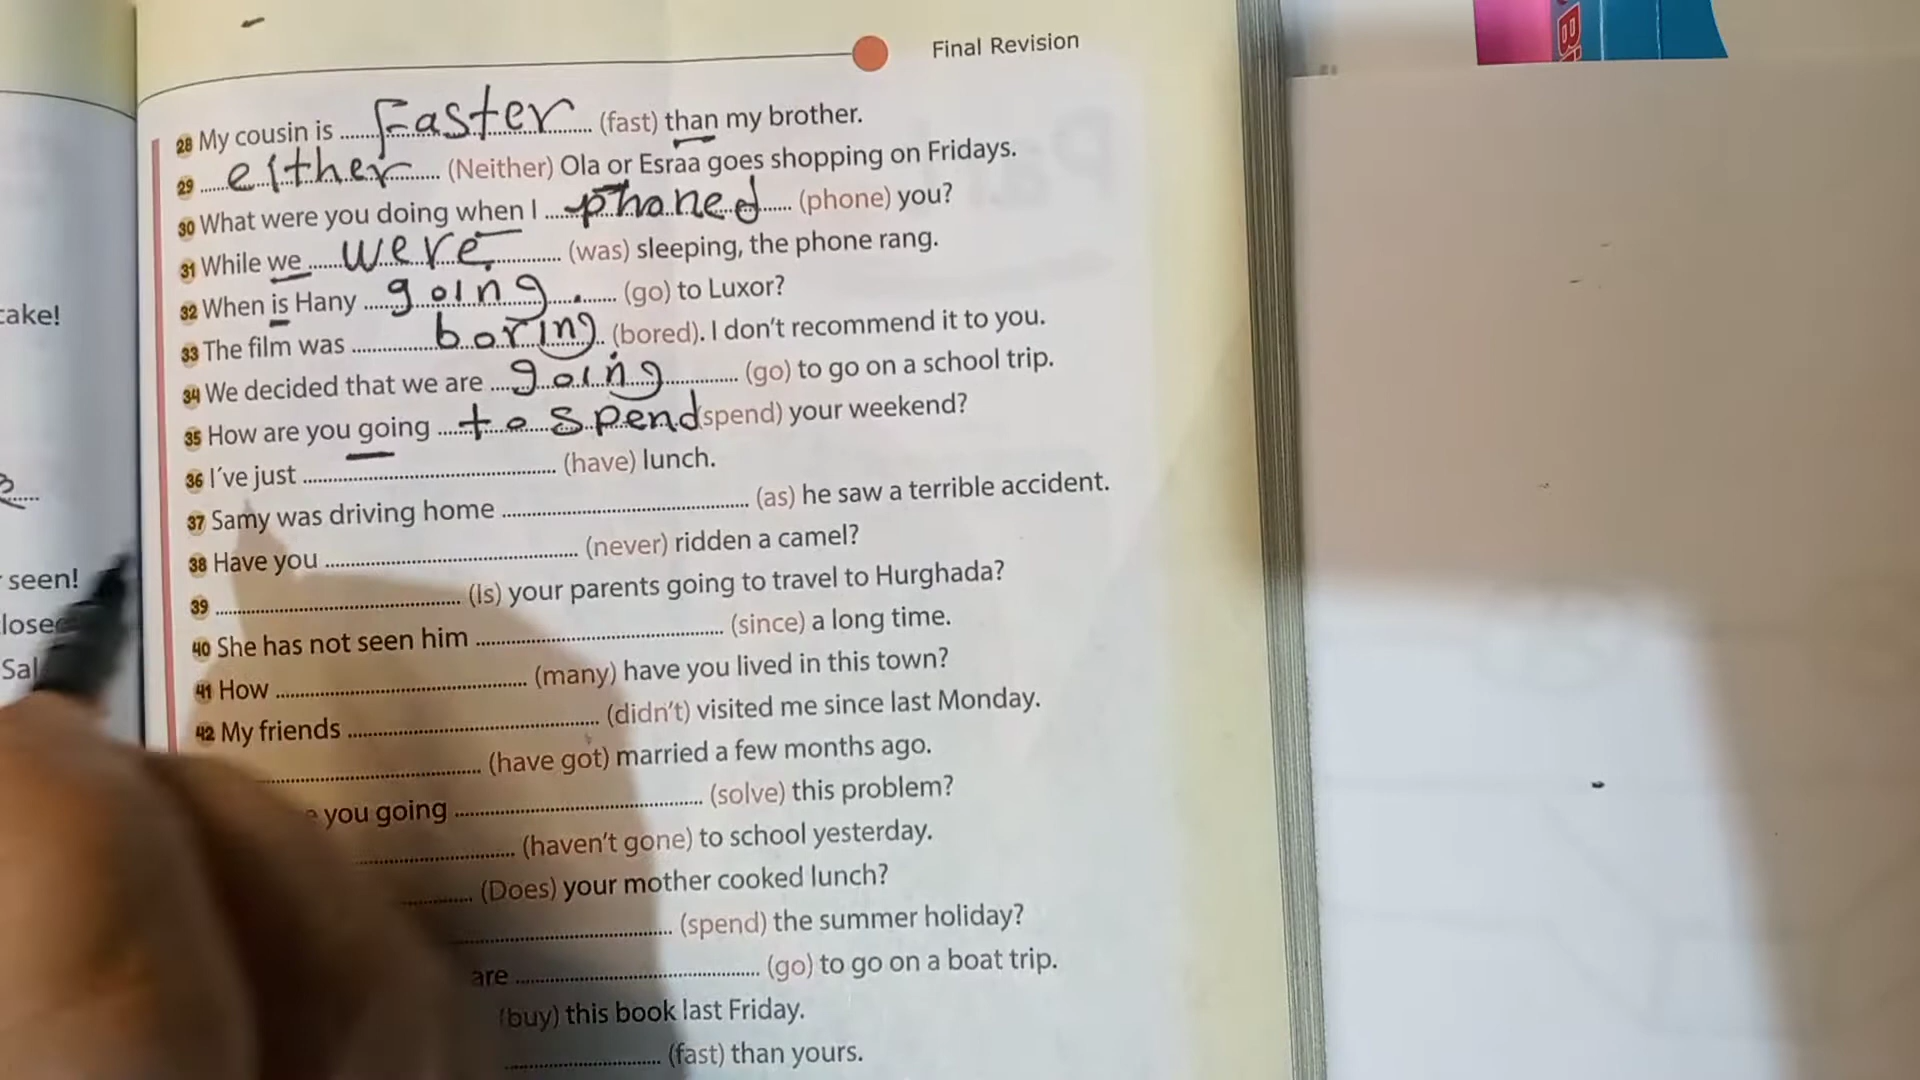 Final Revision
28 My cousin is Faster (fast) than my brother.
29 either (Neither) Ola or Esraa goes shopping on Fridays.
30 What were you doing when I phoned (phone) you?
31 While we were (was) sleeping, the phone rang.
32 When is Hany going (go) to Luxor?
33 The film was boring (bored). I don't recommend it to you.
34 We decided that we are going (go) to go on a school trip.
35 How are you going to spend (spend) your weekend?
36 I've just (have) lunch.
37 Samy was driving home (as) he saw a terrible accident.
38 Have you (never) ridden a camel?
39 (Is) your parents going to travel to Hurghada?
40 She has not seen him (since) a long time.
41 How (many) have you lived in this town?
42 My friends (didn't) visited me since last Monday.
(have got) married a few months ago.
you going (solve) this problem?
(haven't gone) to school yesterday.
(Does) your mother cooked lunch?
(spend) the summer holiday?
are (go) to go on a boat trip.
(buy) this book last Friday.
(fast) than yours.
cake!
seen!